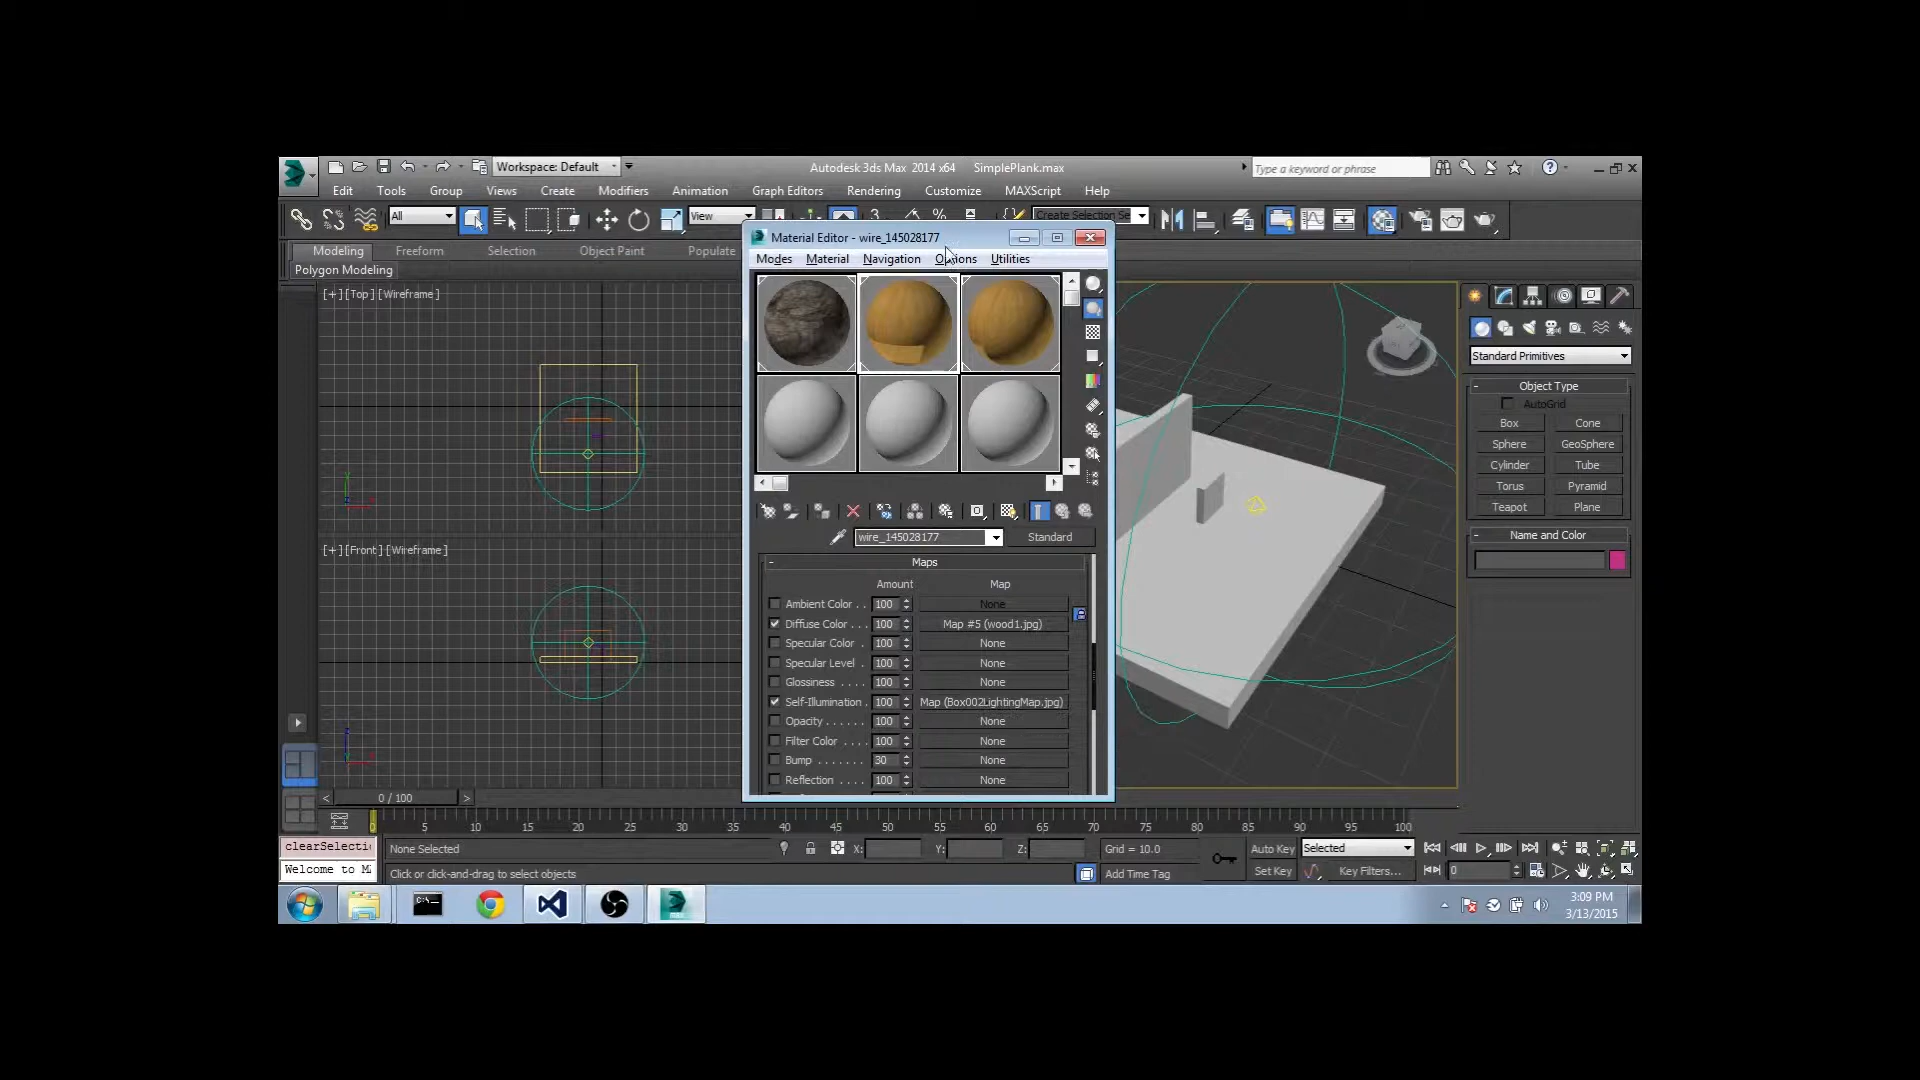 Workspace: Default
Autodesk 3ds Max 2014 x64 SimplePlank.max
Type a keyword or phrase
Edit Tools Group Views Create Modifiers Animation Graph Editors Rendering Customize MAXScript Help
All
View
3
%
Create Selection Se
Modeling Freeform Selection Object Paint Populate
Polygon Modeling
[+][Top][Wireframe]
[+][Front][Wireframe]
Material Editor - wire_145028177
Modes Material Navigation Options Utilities
wire_145028177 Standard
- Maps
Amount Map
Ambient Color . . 100 None
Diffuse Color . . . 100 Map #5 (wood1.jpg)
Specular Color . 100 None
Specular Level . 100 None
Glossiness . . . . 100 None
Self-Illumination . 100 Map (Box002LightingMap.jpg)
Opacity . . . . . . 100 None
Filter Color . . . . 100 None
Bump . . . . . . . 30 None
Reflection . . . . 100 None
Standard Primitives
- Object Type
AutoGrid
Box Cone
Sphere GeoSphere
Cylinder Tube
Torus Pyramid
Teapot Plane
- Name and Color
< 0 / 100 >
5 10 15 20 25 30 35 40 45 50 55 60 65 70 75 80 85 90 95 100
clearSelecti
Welcome to M
None Selected
X: Y: Z: Grid = 10.0
Click or click-and-drag to select objects
Add Time Tag
Auto Key Selected
Set Key Key Filters...
0
3:09 PM
3/13/2015